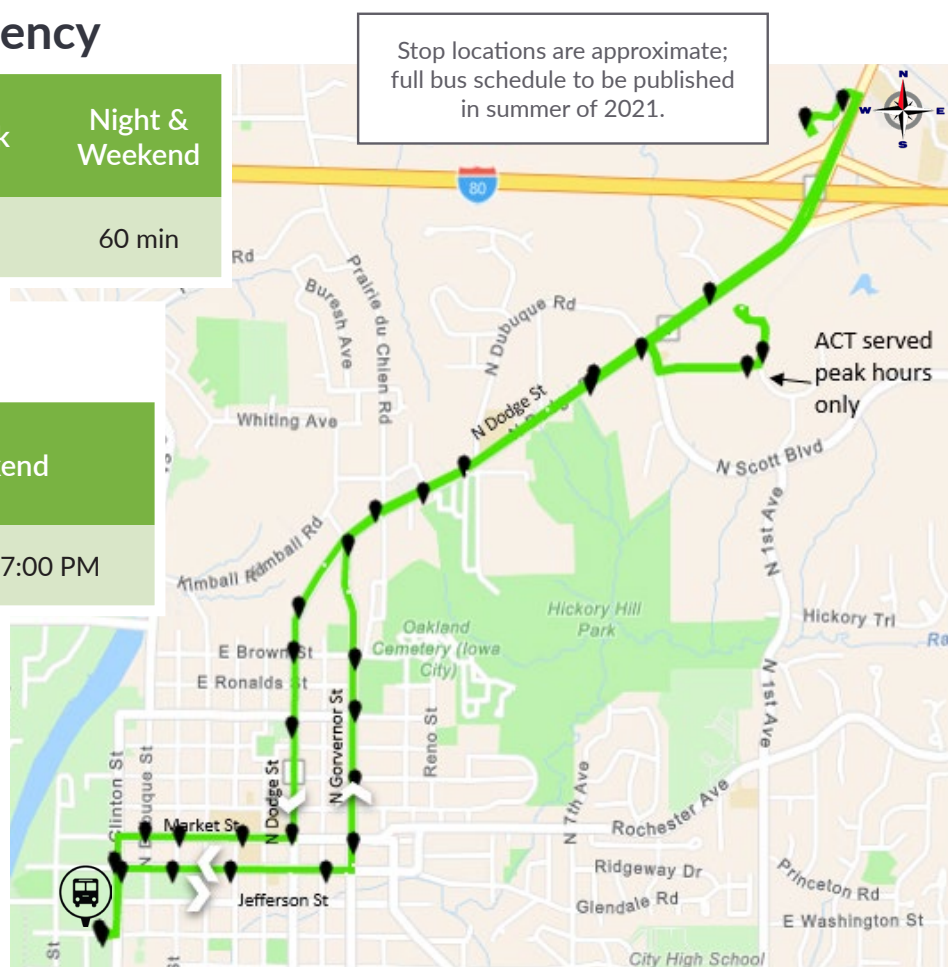 ency
Night &
Weekend
k
60 min
end
7:00 PM
Stop locations are approximate;
full bus schedule to be published
in summer of 2021.
N
W
E
S
80
Rd
Prairie du Chien Rd
Buresh Ave
N Dubuque Rd
ACT served
peak hours
only
Whiting Ave
N Dodge St
N Scott Blvd
N 1st Ave
Kimball Rd
Kimball Rd
Hickory Hill
Park
Hickory Trl
Oakland
Cemetery (Iowa
City)
E Brown St
E Ronalds St
N 1st Ave
N Gorvernor St
Reno St
Clinton St
N Dubuque St
N Dodge St
Market St
N 7th Ave
Rochester Ave
Ridgeway Dr
Princeton Rd
Jefferson St
Glendale Rd
E Washington St
St
St
City High School